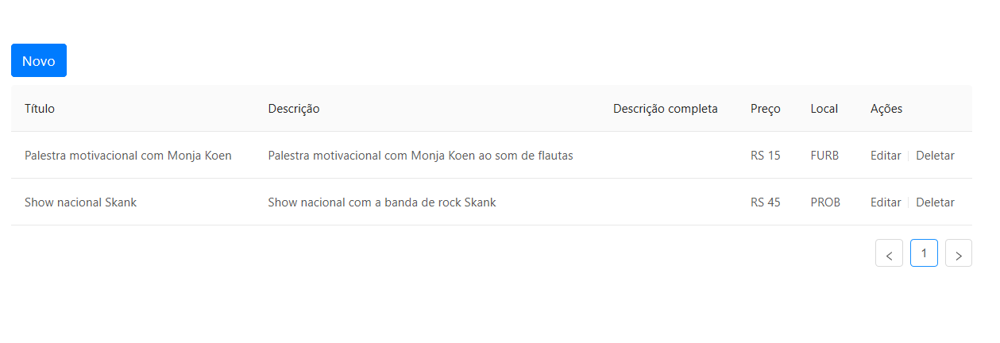 Novo
Título Descrição Descrição completa Preço Local Ações
Palestra motivacional com Monja Koen Palestra motivacional com Monja Koen ao som de flautas RS 15 FURB Editar Deletar
Show nacional Skank Show nacional com a banda de rock Skank RS 45 PROB Editar Deletar
< 1 >